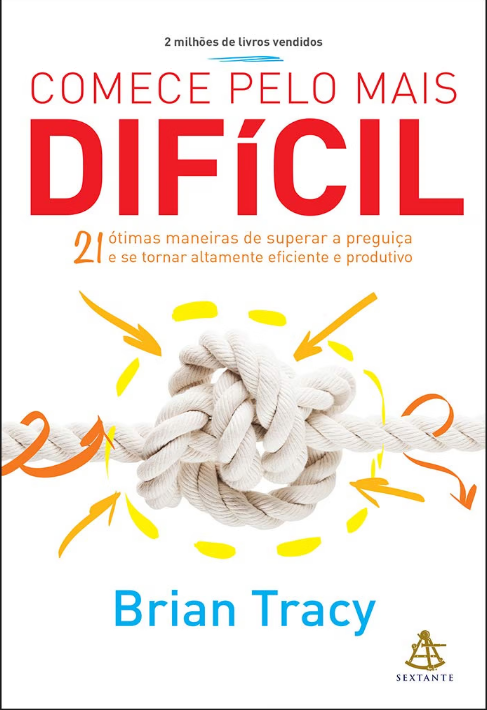 2 milhões de livros vendidos
COMECE PELO MAIS
DIFÍCIL
21 ótimas maneiras de superar a preguiça
e se tornar altamente eficiente e produtivo
Brian Tracy
SEXTANTE